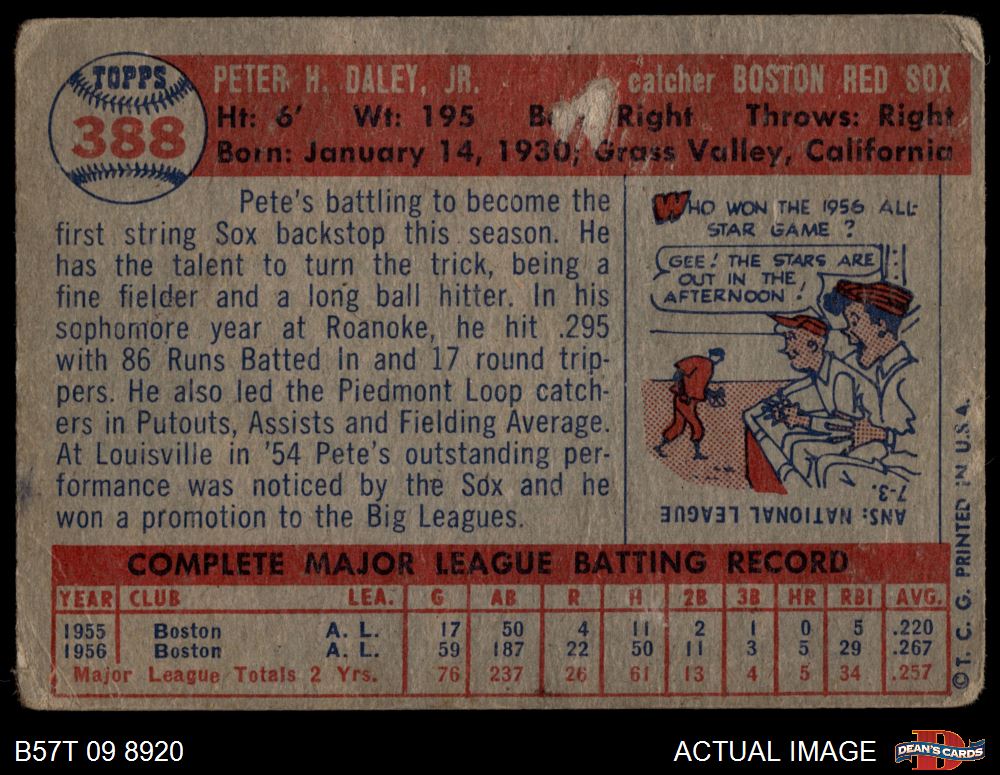 TOPPS
388
PETER H. DALEY, JR. catcher BOSTON RED SOX
Ht: 6' Wt: 195 Right Throws: Right
Born: January 14, 1930; Grass Valley, California
Pete's battling to become the
first string Sox backstop this season. He
has the talent to turn the trick, being a
fine fielder and a long ball hitter. In his
sophomore year at Roanoke, he hit .295
with 86 Runs Batted In and 17 round trip-
pers. He also led the Piedmont Loop catch-
ers in Putouts, Assists and Fielding Average.
At Louisville in '54 Pete's outstanding per-
formance was noticed by the Sox and he
won a promotion to the Big Leagues.
WHO WON THE 1956 ALL-
STAR GAME?
GEE! THE STARS ARE
OUT IN THE
AFTERNOON!
ANS: NATIONAL LEAGUE
7-3.
©T. C. G. PRINTED IN U.S.A.
COMPLETE MAJOR LEAGUE BATTING RECORD
YEAR CLUB LEA. G AB R H 2B 3B HR RBI AVG.
1955 Boston A. L. 17 50 4 11 2 1 0 5 .220
1956 Boston A. L. 59 187 22 50 11 3 5 29 .267
Major League Totals 2 Yrs. 76 237 26 61 13 4 5 34 .257
B57T 09 8920 ACTUAL IMAGE DEAN'S CARDS